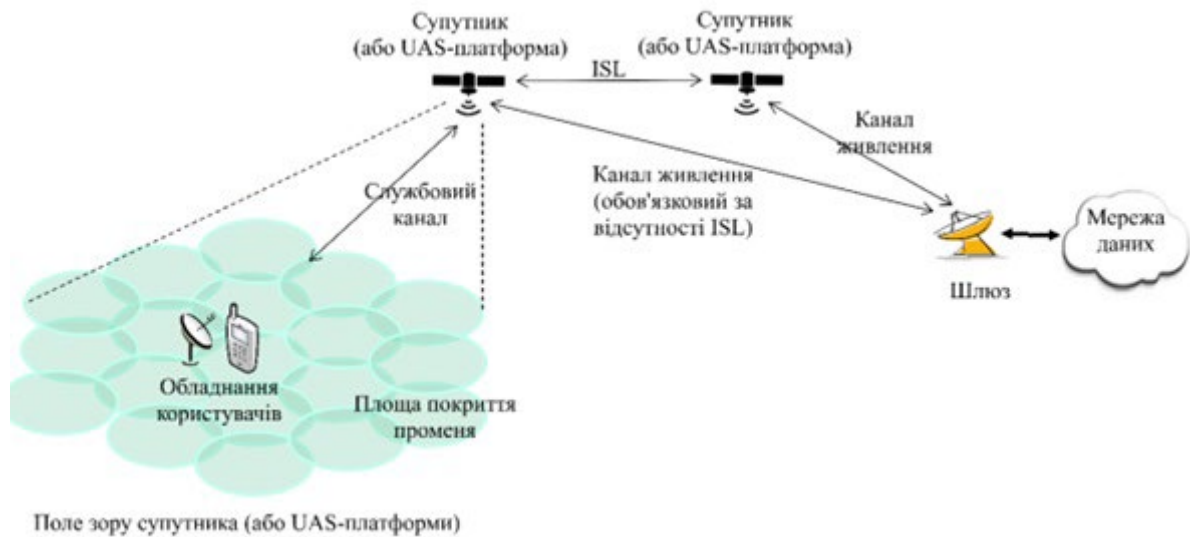 Супутник
(або UAS-платформа)
Супутник
(або UAS-платформа)
ISL
Канал
живлення
Службовий
канал
Канал живлення
(обов'язковий за
відсутності ISL)
Мережа
даних
Шлюз
Обладнання
користувачів
Площа покриття
променя
Поле зору супутника (або UAS-платформи)